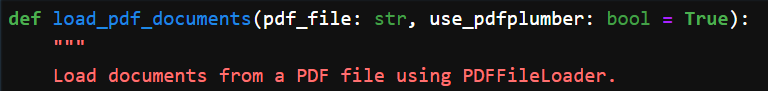 def load_pdf_documents(pdf_file: str, use_pdfplumber: bool = True):
    """
    Load documents from a PDF file using PDFFileLoader.